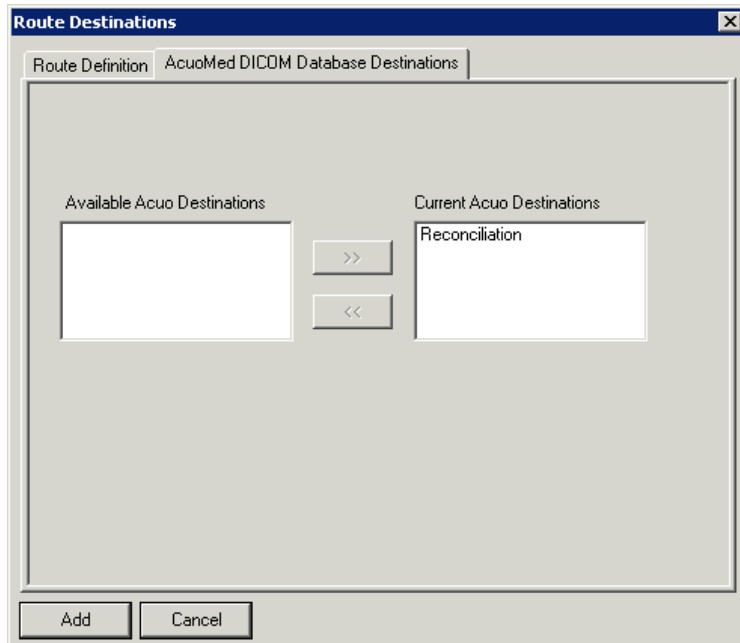 Route Destinations
Route Definition
AcuoMed DICOM Database Destinations
Available Acuo Destinations
Current Acuo Destinations
Reconciliation
>>
<<
Add
Cancel